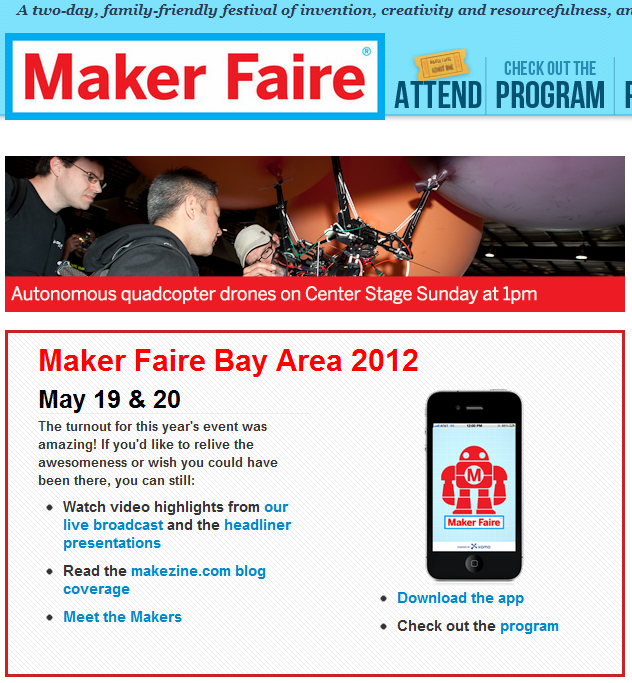 A two-day, family-friendly festival of invention, creativity and resourcefulness, an
Maker Faire®
ATTEND
CHECK OUT THE
PROGRAM
Autonomous quadcopter drones on Center Stage Sunday at 1pm
Maker Faire Bay Area 2012
May 19 & 20
The turnout for this year's event was
amazing! If you'd like to relive the
awesomeness or wish you could have
been there, you can still:
• Watch video highlights from our
live broadcast and the headliner
presentations
• Read the makezine.com blog
coverage
• Meet the Makers
12:00 PM
M
Maker Faire
• Download the app
• Check out the program